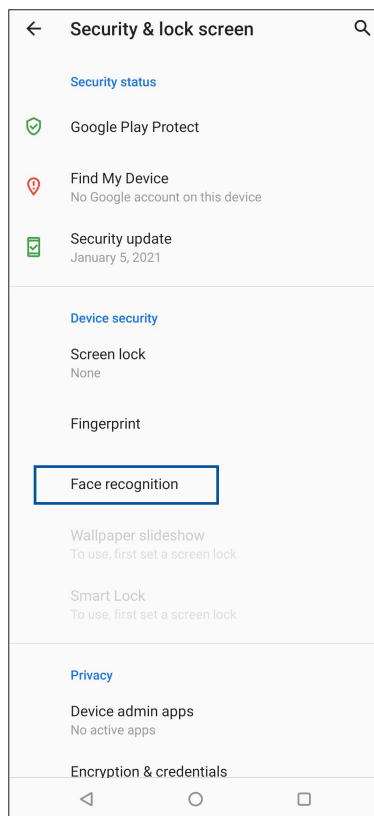 Security & lock screen
Security status
Google Play Protect
Find My Device
No Google account on this device
Security update
January 5, 2021
Device security
Screen lock
None
Fingerprint
Face recognition
Wallpaper slideshow
To use, first set a screen lock
Smart Lock
To use, first set a screen lock
Privacy
Device admin apps
No active apps
Encryption & credentials